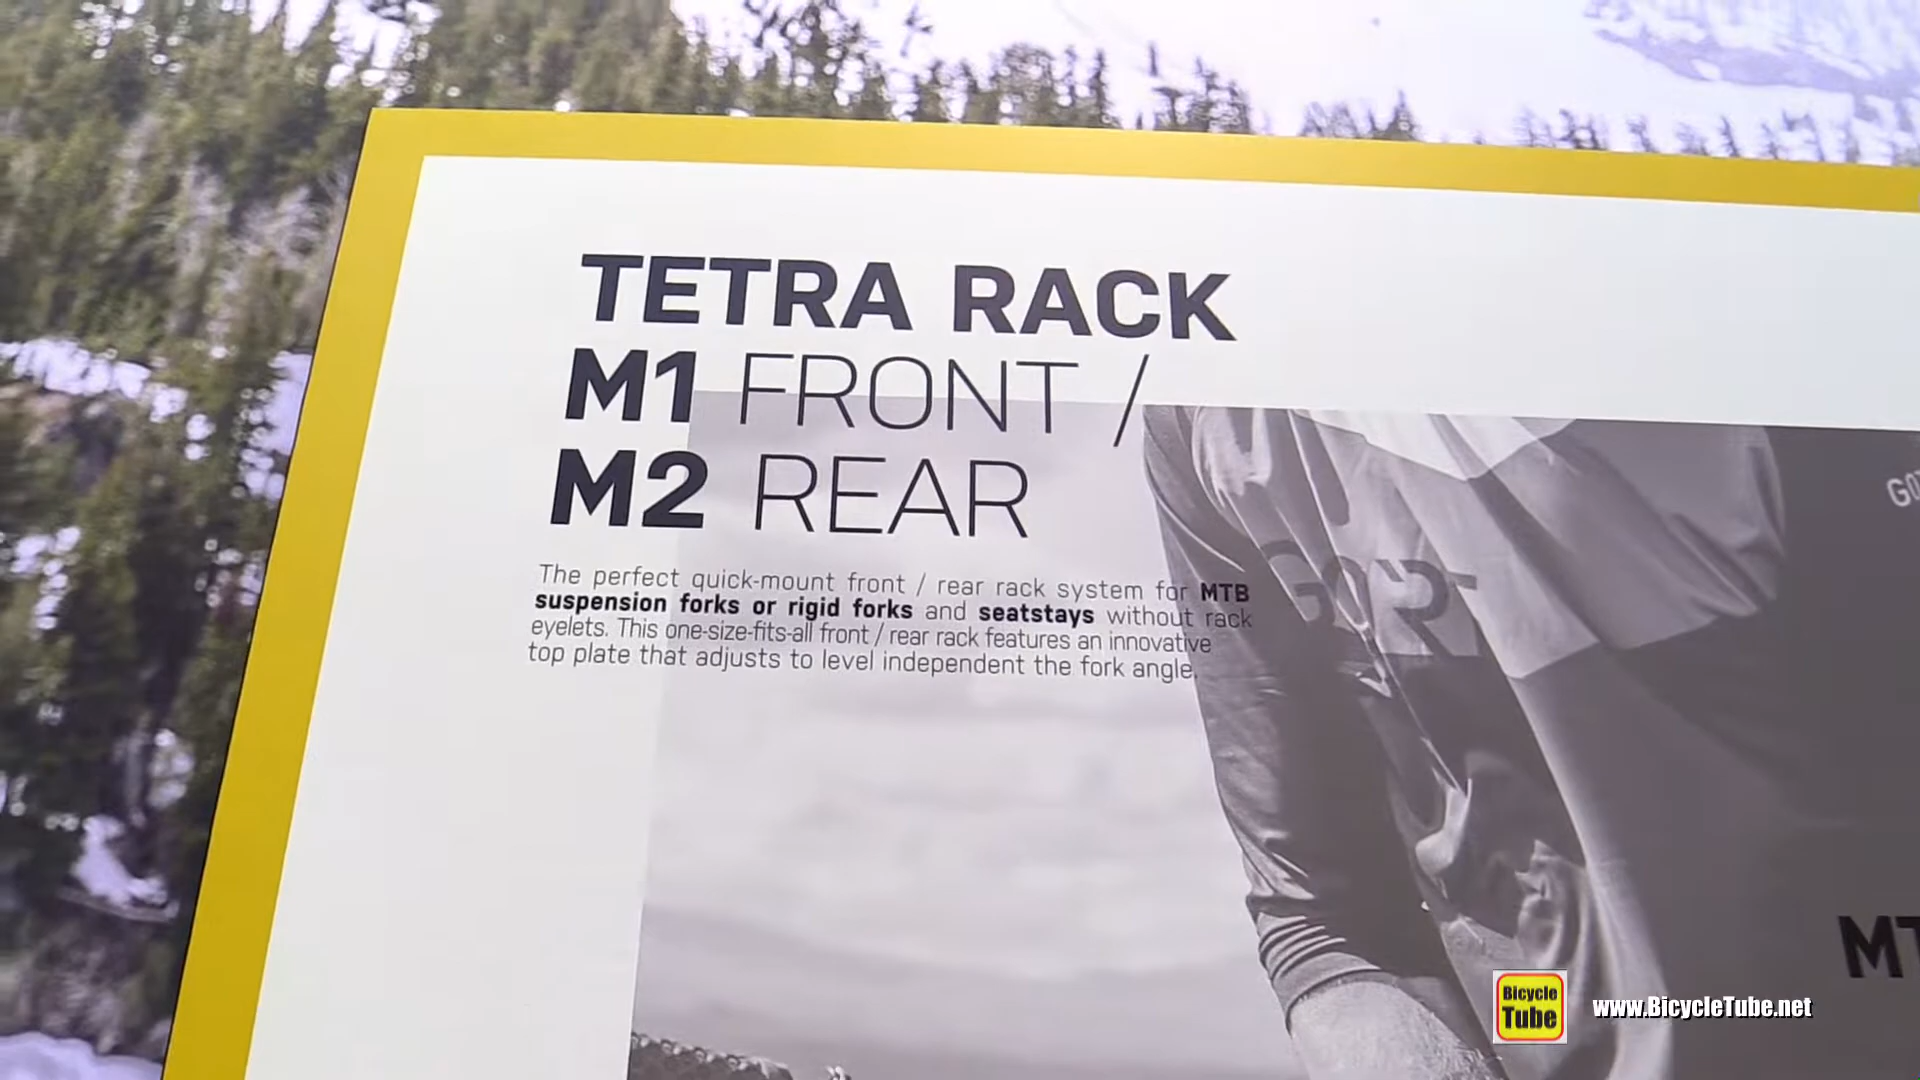 TETRA RACK
M1 FRONT /
M2 REAR
The perfect quick-mount front / rear rack system for MTB
suspension forks or rigid forks and seatstays without rack
eyelets. This one-size-fits-all front / rear rack features an innovative
top plate that adjusts to level independent the fork angle.
Bicycle
Tube
www.BicycleTube.net